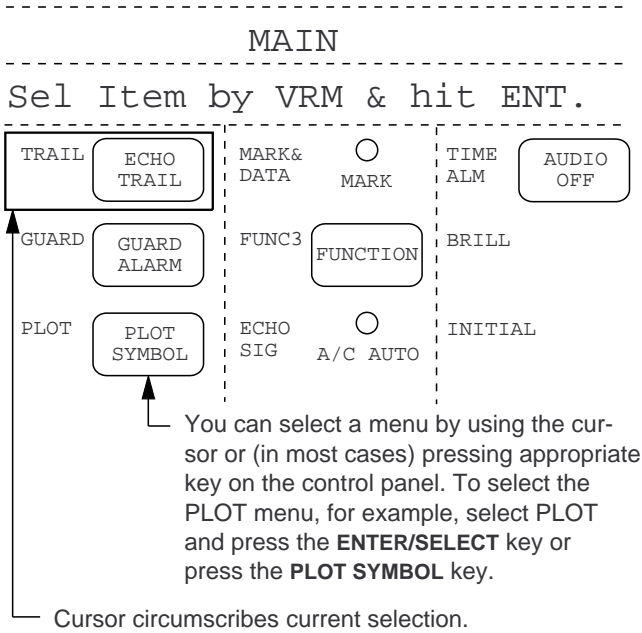 MAIN
Sel Item by VRM & hit ENT.
TRAIL ECHO MARK& TIME AUDIO
TRAIL DATA MARK ALM OFF
GUARD GUARD FUNC3 FUNCTION BRILL
ALARM
PLOT PLOT ECHO INITIAL
SYMBOL SIG A/C AUTO
You can select a menu by using the cur-
sor or (in most cases) pressing appropriate
key on the control panel. To select the
PLOT menu, for example, select PLOT
and press the ENTER/SELECT key or
press the PLOT SYMBOL key.
Cursor circumscribes current selection.